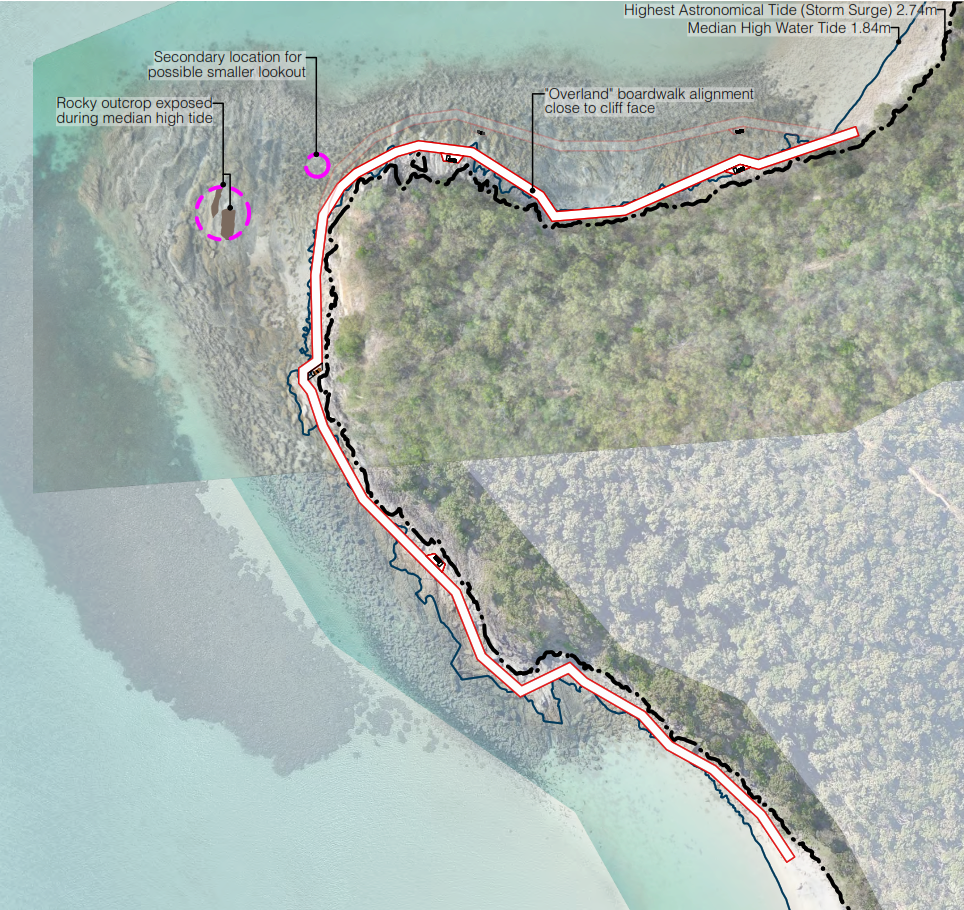 Highest Astronomical Tide (Storm Surge) 2.74m
Median High Water Tide 1.84m
Secondary location for
possible smaller lookout
Rocky outcrop exposed
during median high tide
"Overland" boardwalk alignment
close to cliff face